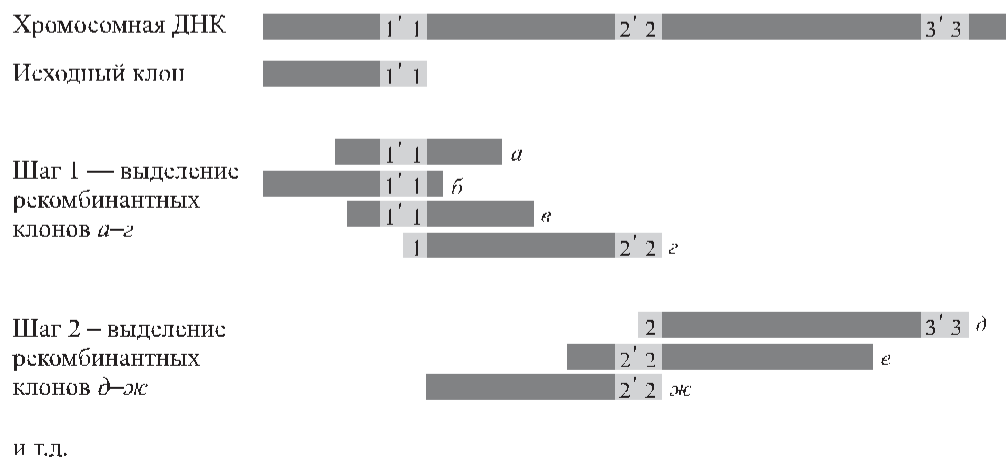 Хромосомная ДНК 1' 1 2' 2 3' 3
Исходный клон 1' 1
Шаг 1 — выделение
рекомбинантных
клонов а–г
1' 1 а
1' 1 б
1' 1 в
1 2' 2 г
Шаг 2 – выделение
рекомбинантных
клонов д–ж
2 3' 3 д
2' 2 е
2' 2 ж
и т.д.